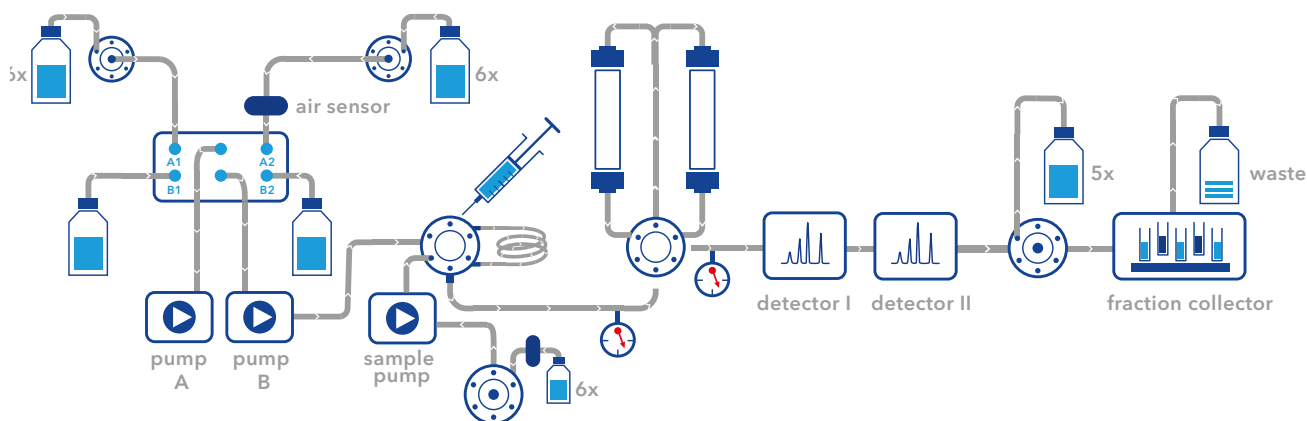 6x
air sensor
A1
A2
B1
B2
5x
waste
detector I
detector II
fraction collector
pump
A
pump
B
sample
pump
6x